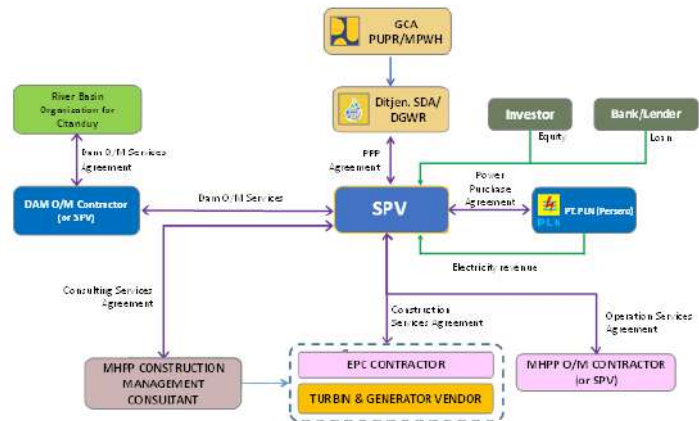 GCA
PUPR/MPWH
River Basin
Organization for
Citanduy
Ditjen. SDA/
DGWR
Investor
Bank/Lender
Equity
Loan
Dam O/M Services
Agreement
PPP
Agreement
Power
Purchase
Agreement
DAM O/M Contractor
(or SPV)
Dam O/M Services
SPV
PT. PLN (Persero)
PLN
Electricity revenue
Consulting Services
Agreement
Construction
Services Agreement
Operation Services
Agreement
MHPP CONSTRUCTION
MANAGEMENT
CONSULTANT
EPC CONTRACTOR
TURBIN & GENERATOR VENDOR
MHPP O/M CONTRACTOR
(or SPV)